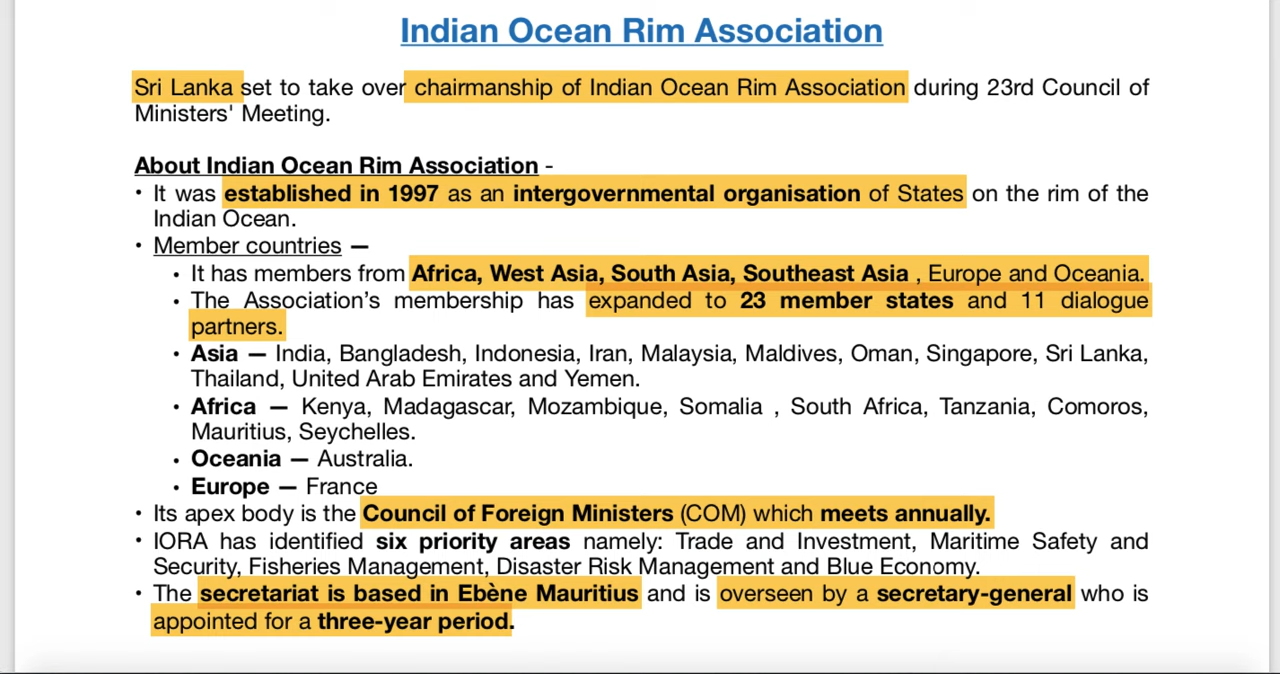 Indian Ocean Rim Association
Sri Lanka set to take over chairmanship of Indian Ocean Rim Association during 23rd Council of
Ministers' Meeting.
About Indian Ocean Rim Association -
• It was established in 1997 as an intergovernmental organisation of States on the rim of the
Indian Ocean.
• Member countries —
• It has members from Africa, West Asia, South Asia, Southeast Asia , Europe and Oceania.
• The Association’s membership has expanded to 23 member states and 11 dialogue
partners.
• Asia — India, Bangladesh, Indonesia, Iran, Malaysia, Maldives, Oman, Singapore, Sri Lanka,
Thailand, United Arab Emirates and Yemen.
• Africa — Kenya, Madagascar, Mozambique, Somalia , South Africa, Tanzania, Comoros,
Mauritius, Seychelles.
• Oceania — Australia.
• Europe — France
• Its apex body is the Council of Foreign Ministers (COM) which meets annually.
• IORA has identified six priority areas namely: Trade and Investment, Maritime Safety and
Security, Fisheries Management, Disaster Risk Management and Blue Economy.
• The secretariat is based in Ebène Mauritius and is overseen by a secretary-general who is
appointed for a three-year period.